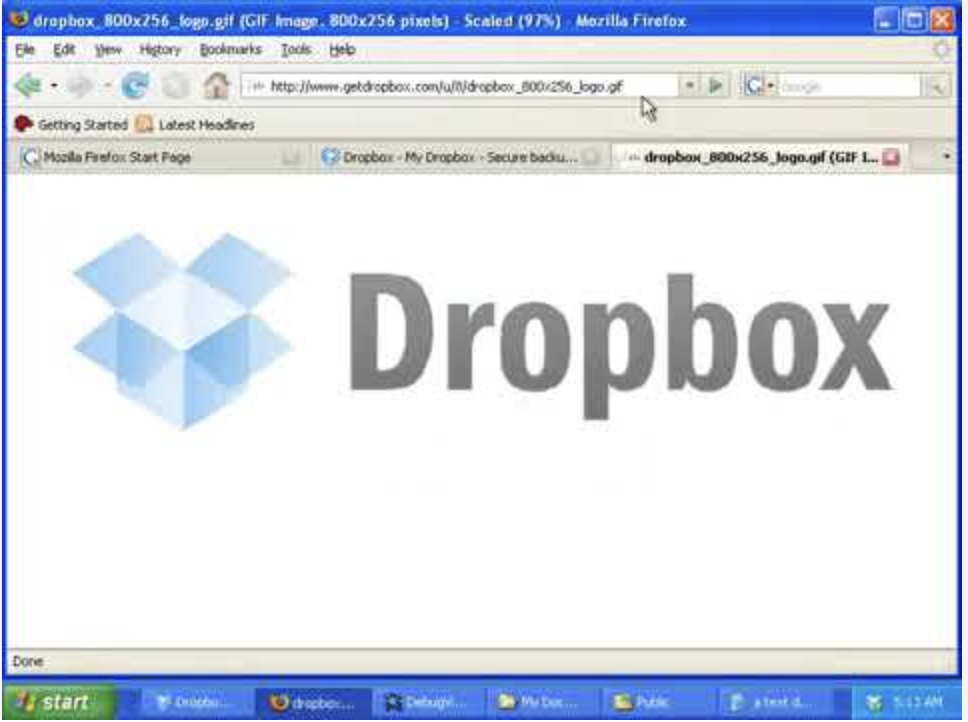 dropbox_800x256_logo.gif (GIF Image, 800x256 pixels) - Scaled (97%) - Mozilla Firefox
File Edit View History Bookmarks Tools Help
http://www.getdropbox.com/u/8/dropbox_800x256_logo.gif Google
Getting Started Latest Headlines
Mozilla Firefox Start Page Dropbox - My Dropbox - Secure backu... dropbox_800x256_logo.gif (GIF I...
Dropbox
Done
start Dropbo... dropbox... Debugvi... My Doc... Public a text d... 5:13 AM